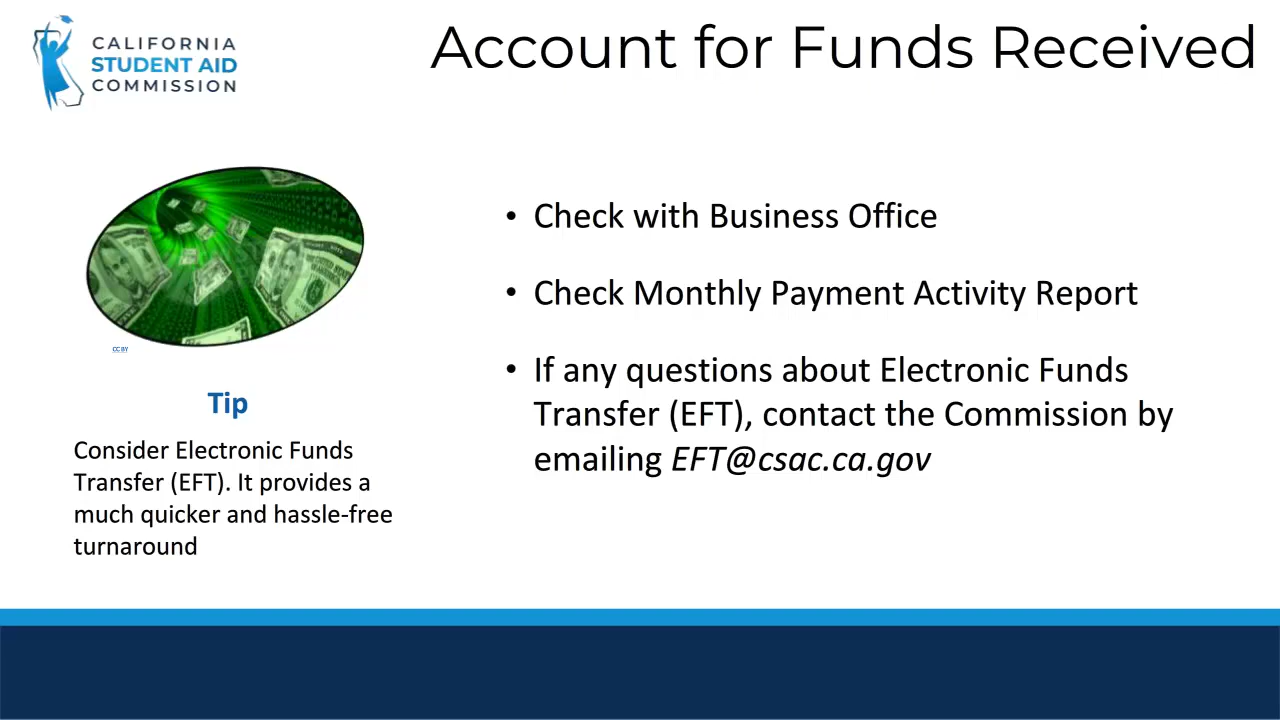 CALIFORNIA
STUDENT AID
COMMISSION
Account for Funds Received
CC BY
Tip
Consider Electronic Funds
Transfer (EFT). It provides a
much quicker and hassle-free
turnaround
• Check with Business Office
• Check Monthly Payment Activity Report
• If any questions about Electronic Funds
Transfer (EFT), contact the Commission by
emailing EFT@csac.ca.gov